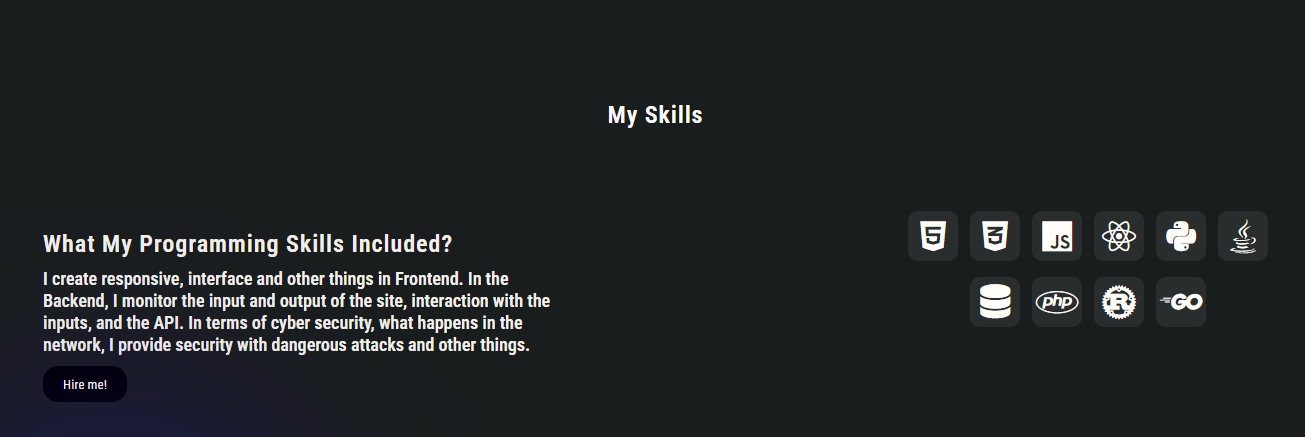 My Skills
What My Programming Skills Included?
I create responsive, interface and other things in Frontend. In the
Backend, I monitor the input and output of the site, interaction with the
inputs, and the API. In terms of cyber security, what happens in the
network, I provide security with dangerous attacks and other things.
Hire me!
5
3
JS
php
R
GO